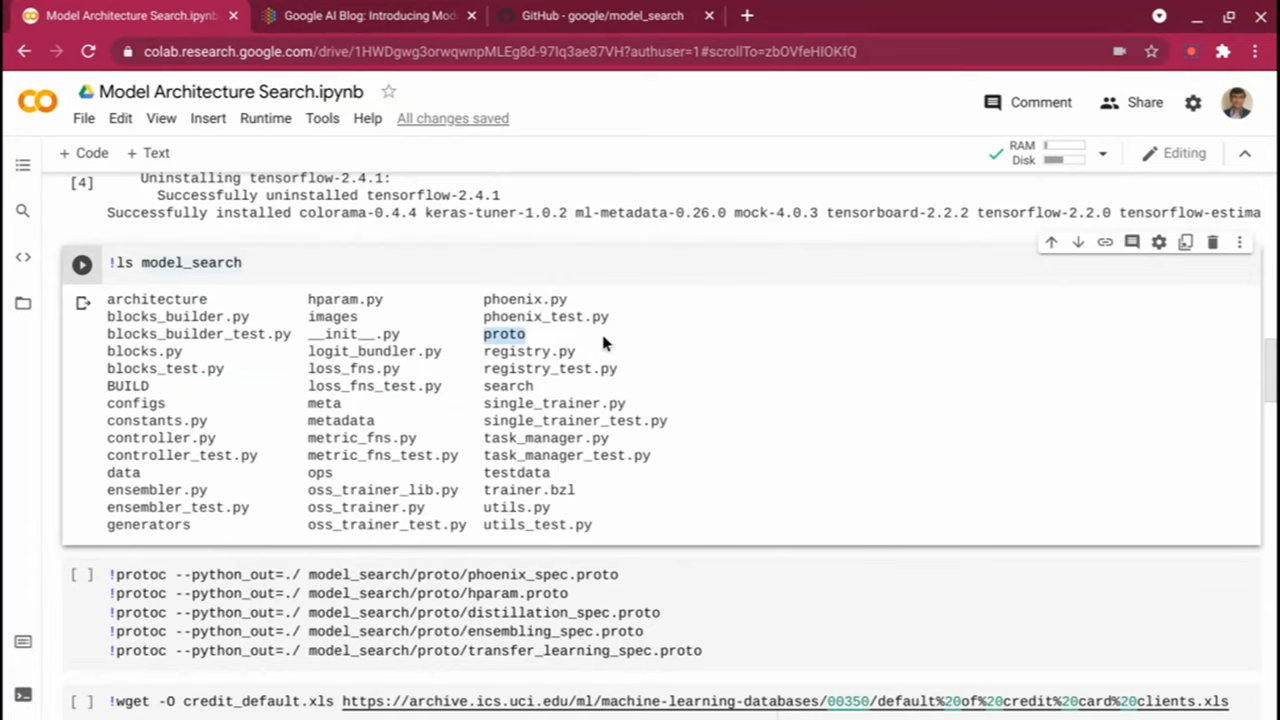 Model Architecture Search.ipynb
Google AI Blog: Introducing Mod
GitHub - google/model_search
colab.research.google.com/drive/1HWDgwg3orwqwnpMLEg8d-97Iq3ae87VH?authuser=1#scrollTo=zbOVfeHIOKfQ
Model Architecture Search.ipynb
Comment Share
File Edit View Insert Runtime Tools Help All changes saved
+ Code + Text
RAM
Disk
Editing
[4] Uninstalling tensorflow-2.4.1:
Successfully uninstalled tensorflow-2.4.1
Successfully installed colorama-0.4.4 keras-tuner-1.0.2 ml-metadata-0.26.0 mock-4.0.3 tensorboard-2.2.2 tensorflow-2.2.0 tensorflow-estima
!ls model_search
architecture hparam.py phoenix.py
blocks_builder.py images phoenix_test.py
blocks_builder_test.py __init__.py proto
blocks.py logit_bundler.py registry.py
blocks_test.py loss_fns.py registry_test.py
BUILD loss_fns_test.py search
configs meta single_trainer.py
constants.py metadata single_trainer_test.py
controller.py metric_fns.py task_manager.py
controller_test.py metric_fns_test.py task_manager_test.py
data ops testdata
ensembler.py oss_trainer_lib.py trainer.bzl
ensembler_test.py oss_trainer.py utils.py
generators oss_trainer_test.py utils_test.py
[ ] !protoc --python_out=./ model_search/proto/phoenix_spec.proto
!protoc --python_out=./ model_search/proto/hparam.proto
!protoc --python_out=./ model_search/proto/distillation_spec.proto
!protoc --python_out=./ model_search/proto/ensembling_spec.proto
!protoc --python_out=./ model_search/proto/transfer_learning_spec.proto
[ ] !wget -O credit_default.xls https://archive.ics.uci.edu/ml/machine-learning-databases/00350/default%20of%20credit%20card%20clients.xls